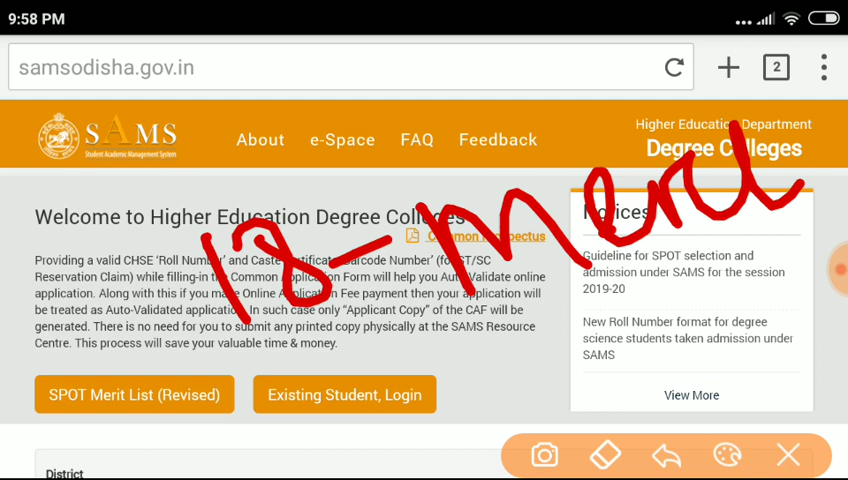 9:58 PM
samsodisha.gov.in
2
SAMS
Student Academic Management System
About e-Space FAQ Feedback
Higher Education Department
Degree Colleges
Welcome to Higher Education Degree Colleges
Common Prospectus
Providing a valid CHSE 'Roll Number' and Caste Certificate Barcode Number' (for ST/SC
Reservation Claim) while filling-in the Common Application Form will help you Auto-Validate online
application. Along with this if you make Online Application Fee payment then your application will
be treated as Auto-Validated application. In such case only "Applicant Copy" of the CAF will be
generated. There is no need for you to submit any printed copy physically at the SAMS Resource
Centre. This process will save your valuable time & money.
SPOT Merit List (Revised) Existing Student, Login
Notices
Guideline for SPOT selection and
admission under SAMS for the session
2019-20
New Roll Number format for degree
science students taken admission under
SAMS
View More
District